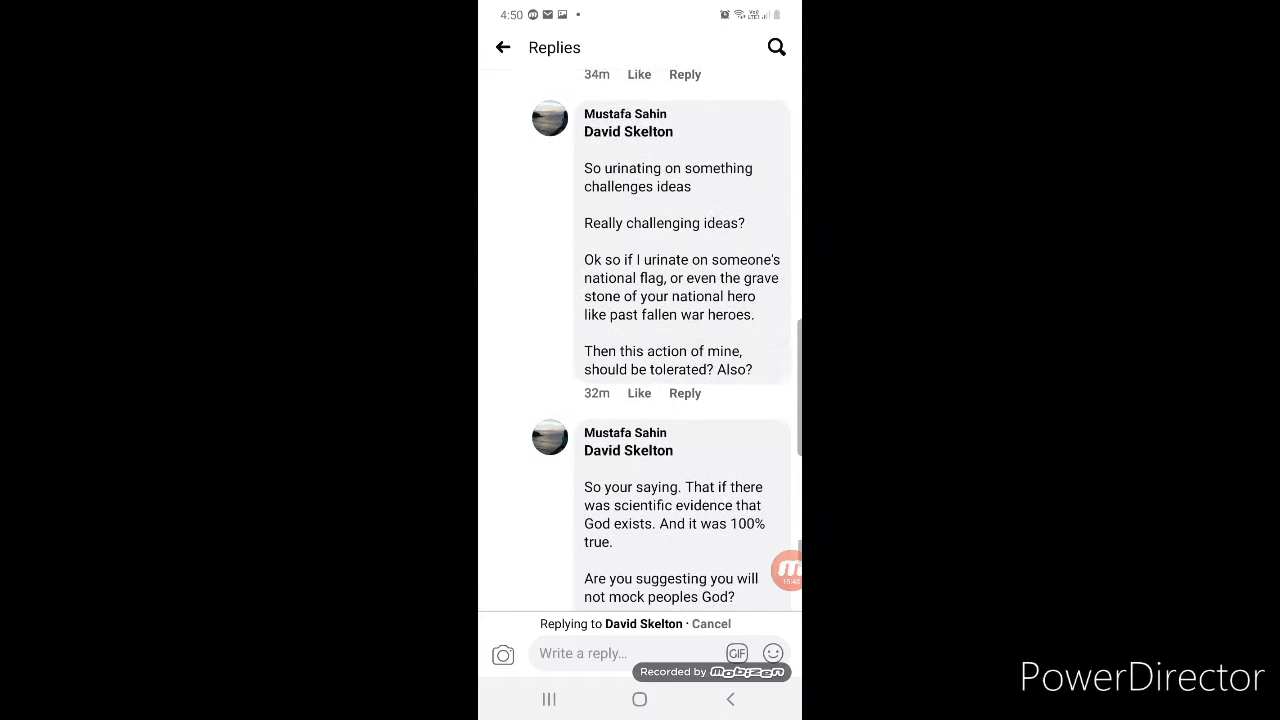 4:50
Replies
34m Like Reply
Mustafa Sahin
David Skelton
So urinating on something
challenges ideas
Really challenging ideas?
Ok so if I urinate on someone's
national flag, or even the grave
stone of your national hero
like past fallen war heroes.
Then this action of mine,
should be tolerated? Also?
32m Like Reply
Mustafa Sahin
David Skelton
So your saying. That if there
was scientific evidence that
God exists. And it was 100%
true.
Are you suggesting you will
not mock peoples God?
Replying to David Skelton · Cancel
Write a reply... GIF
Recorded by mobizen
PowerDirector